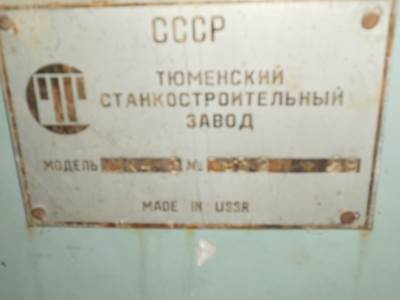 СССР
ТЮМЕНСКИЙ
СТАНКОСТРОИТЕЛЬНЫЙ
ЗАВОД
МОДЕЛЬ №
MADE IN USSR